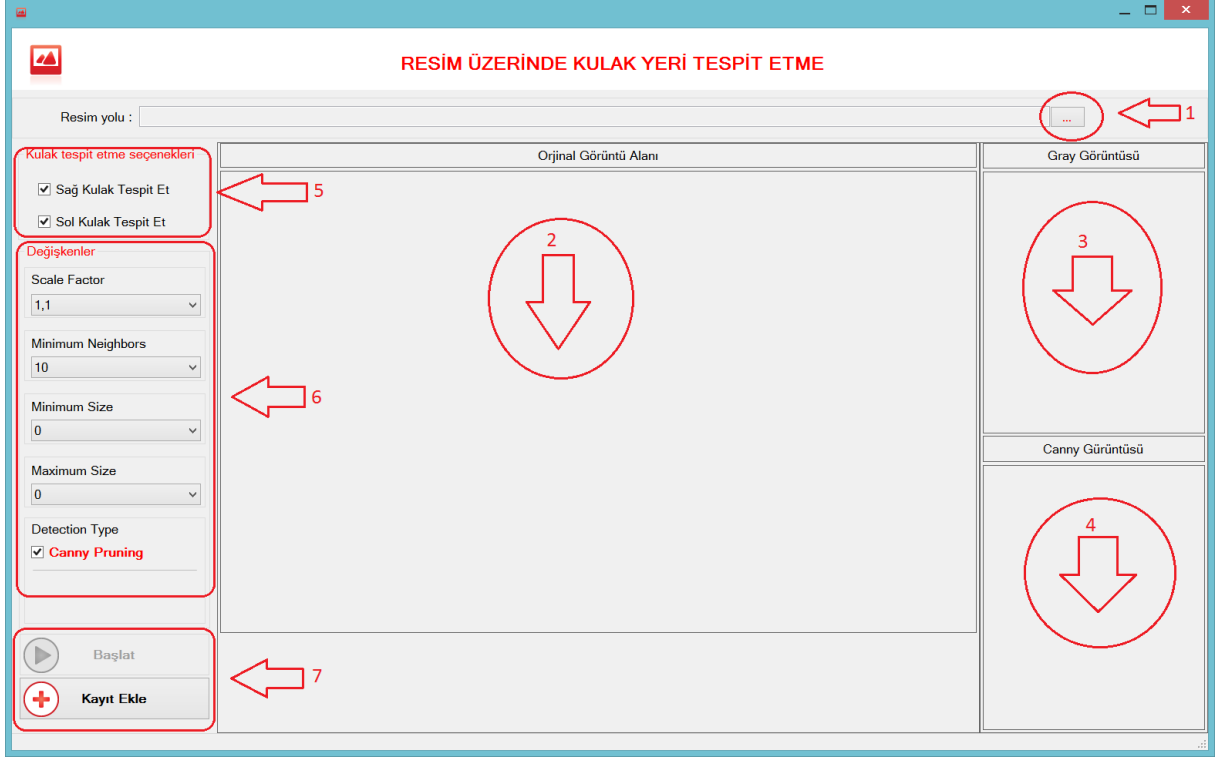 RESİM ÜZERİNDE KULAK YERİ TESPİT ETME
Resim yolu :
...
1
Kulak tespit etme seçenekleri
Sağ Kulak Tespit Et
Sol Kulak Tespit Et
5
Orjinal Görüntü Alanı
2
Gray Görüntüsü
3
Değişkenler
Scale Factor
1,1
Minimum Neighbors
10
Minimum Size
0
Maximum Size
0
Detection Type
Canny Pruning
6
Canny Gürüntüsü
4
Başlat
Kayıt Ekle
7